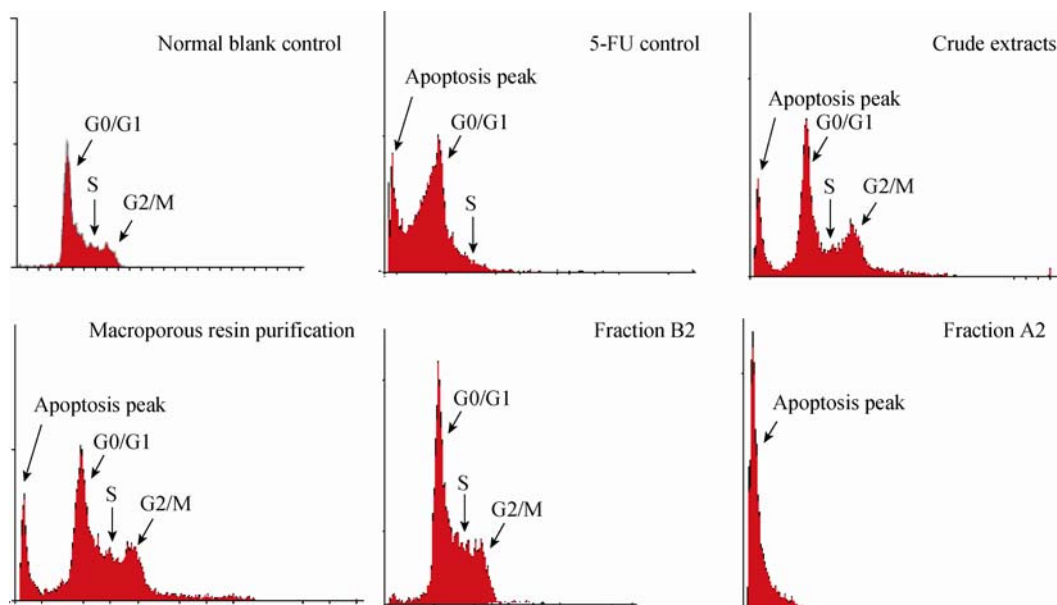 Normal blank control
G0/G1
S
G2/M
5-FU control
Apoptosis peak
G0/G1
S
Crude extracts
Apoptosis peak
G0/G1
S
G2/M
Macroporous resin purification
Apoptosis peak
G0/G1
S
G2/M
Fraction B2
G0/G1
S
G2/M
Fraction A2
Apoptosis peak